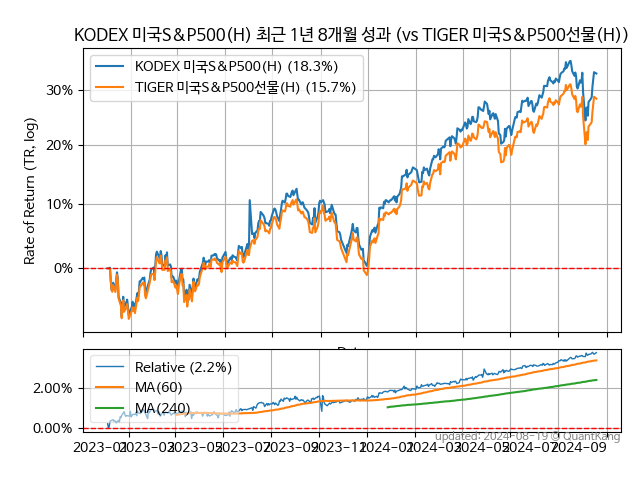 KODEX 미국S&P500(H) 최근 1년 8개월 성과 (vs TIGER 미국S&P500선물(H))
KODEX 미국S&P500(H) (18.3%)
TIGER 미국S&P500선물(H) (15.7%)
Rate of Return (TR, log)
30%
20%
10%
0%
Relative (2.2%)
MA(60)
MA(240)
2.00%
0.00%
2023-01 2023-03 2023-05 2023-07 2023-09 2023-11 2024-01 2024-03 2024-05 2024-07 2024-09
updated: 2024-08-19 © QuantKang